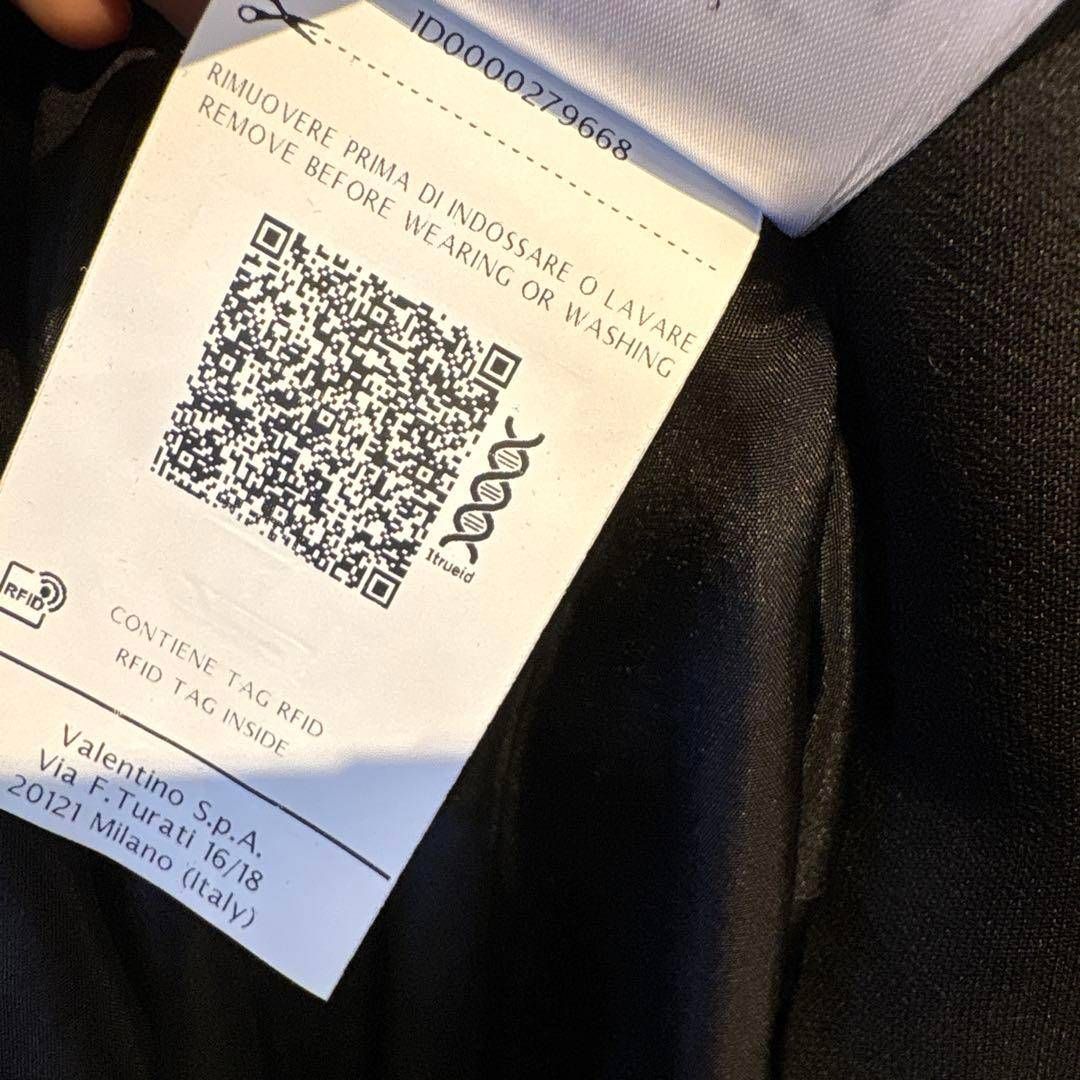 1D0000279668
RIMUOVERE PRIMA DI INDOSSARE O LAVARE
REMOVE BEFORE WEARING OR WASHING
1trueid
RFID
CONTIENE TAG RFID
RFID TAG INSIDE
Valentino S.p.A.
Via F.Turati 16/18
20121 Milano (Italy)